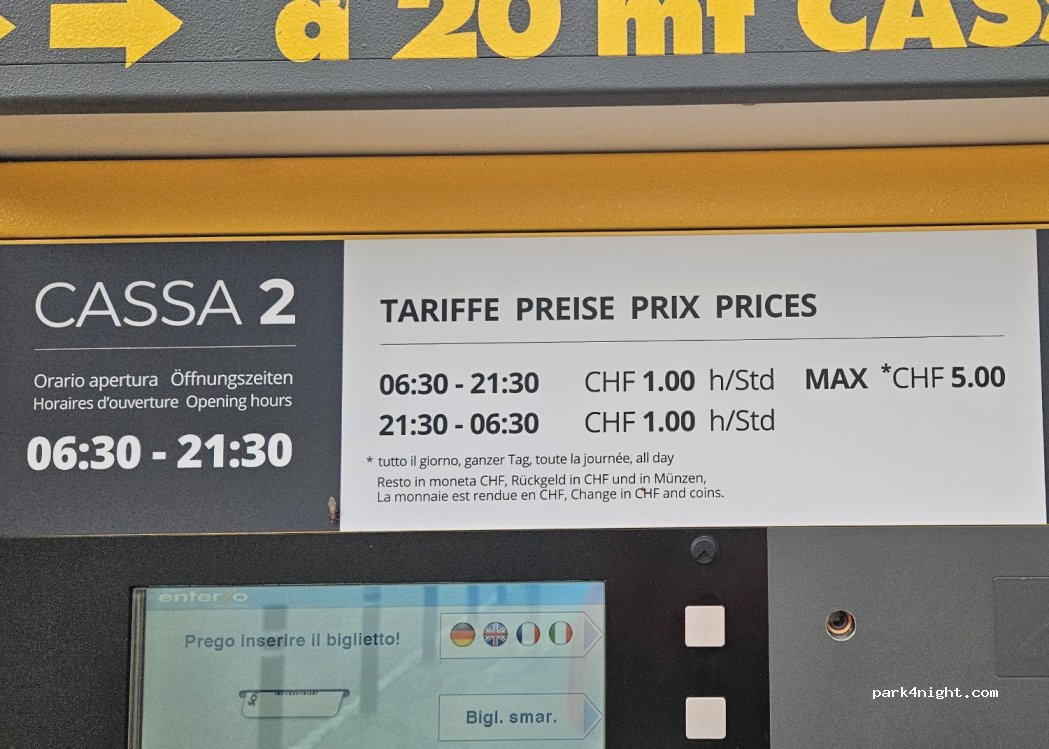 a 20 mt CASSA
CASSA 2
Orario apertura Öffnungszeiten
Horaires d'ouverture Opening hours
06:30 - 21:30
TARIFFE PREISE PRIX PRICES
06:30 - 21:30 CHF 1.00 h/Std MAX *CHF 5.00
21:30 - 06:30 CHF 1.00 h/Std
* tutto il giorno, ganzer Tag, toute la journée, all day
Resto in moneta CHF, Rückgeld in CHF und in Münzen,
La monnaie est rendue en CHF, Change in CHF and coins.
entervo
Prego inserire il biglietto!
Bigl. smar.
park4night.com